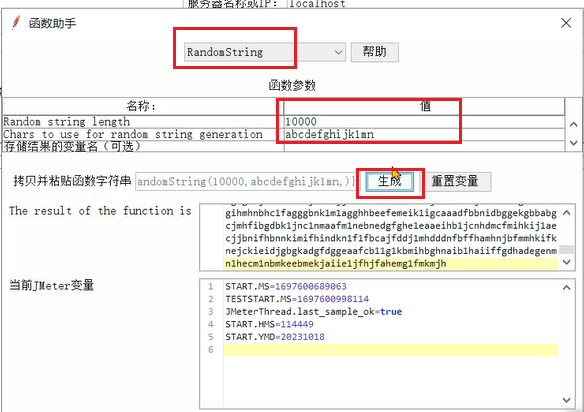 服务器名称或IP: localhost
函数助手
RandomString
帮助
函数参数
名称:
值
Random string length
10000
Chars to use for random string generation
abcdefghijklmn
存储结果的变量名（可选）
拷贝并粘贴函数字符串
andomString(10000,abcdefghijklmn,)}
生成
重置变量
The result of the function is
gihmhnbhc1fagggbnk1m1agghhbeefemeik1igcaaadfbbnidbggekgbbabg
cjmhfibgdbk1jnc1nmaafm1nebnedgfghe1eaaeihb1jcnhdmcfmihkij1ae
cjjbnifhbnnkimifhindkn1f1fbcajfddj1mhdddnfbffhamhnjbfmmhkifk
nejckieidjgbgkadgfdggeaafcb11g1kbmihbghnaib1haiiffgdhadegenm
n1hecm1nbmkeebmekjaiie1jfhjfahemg1fmkmjh
当前JMeter变量
1 START.MS=1697600689063
2 TESTSTART.MS=1697600998114
3 JMeterThread.last_sample_ok=true
4 START.HMS=114449
5 START.YMD=20231018
6